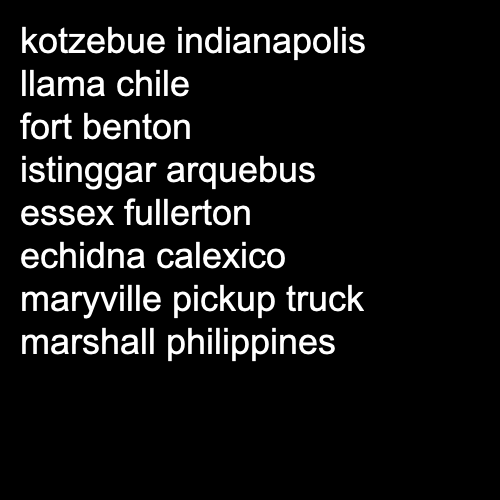 kotzebue indianapolis
llama chile
fort benton
istinggar arquebus
essex fullerton
echidna calexico
maryville pickup truck
marshall philippines